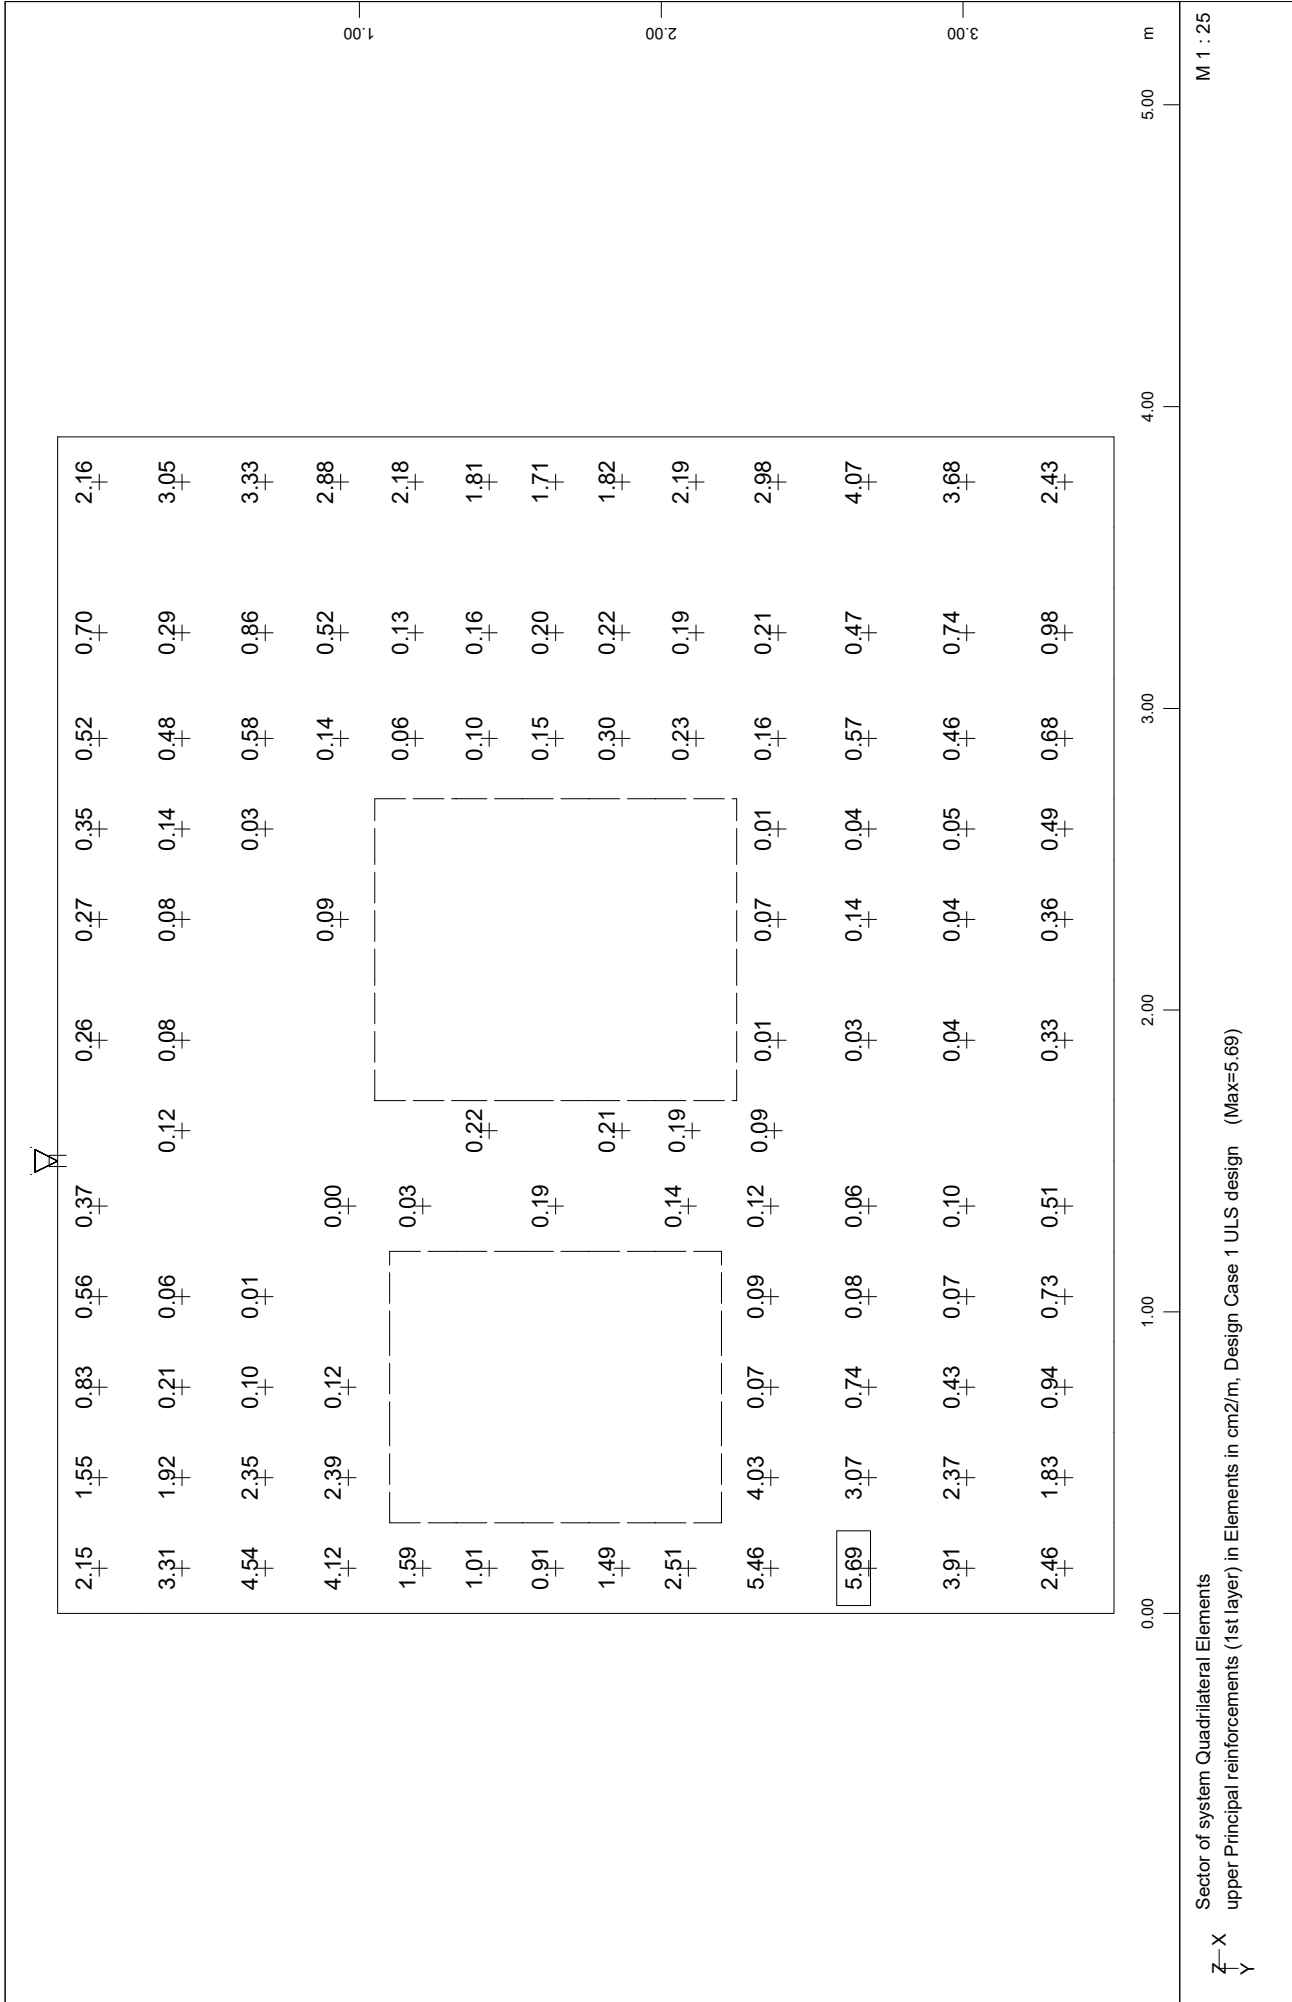 2.15 1.55 0.83 0.56 0.37 0.26 0.27 0.35 0.52 0.70 2.16
3.31 1.92 0.21 0.06 0.12 0.08 0.08 0.14 0.48 0.29 3.05
4.54 2.35 0.10 0.01 0.03 0.58 0.86 3.33
4.12 2.39 0.12 0.00 0.09 0.14 0.52 2.88
1.00
1.59 0.03 0.06 0.13 2.18
1.01 0.22 0.10 0.16 1.81
0.91 0.19 0.15 0.20 1.71
1.49 0.21 0.30 0.22 1.82
2.00
2.51 0.14 0.19 0.23 0.19 2.19
5.46 4.03 0.07 0.09 0.12 0.09 0.01 0.07 0.01 0.16 0.21 2.98
5.69 3.07 0.74 0.08 0.06 0.03 0.14 0.04 0.57 0.47 4.07
3.91 2.37 0.43 0.07 0.10 0.04 0.04 0.05 0.46 0.74 3.68
3.00
2.46 1.83 0.94 0.73 0.51 0.33 0.36 0.49 0.68 0.98 2.43
0.00 1.00 2.00 3.00 4.00 5.00 m
Z X
Y
Sector of system Quadrilateral Elements M 1 : 25
upper Principal reinforcements (1st layer) in Elements in cm2/m, Design Case 1 ULS design (Max=5.69)